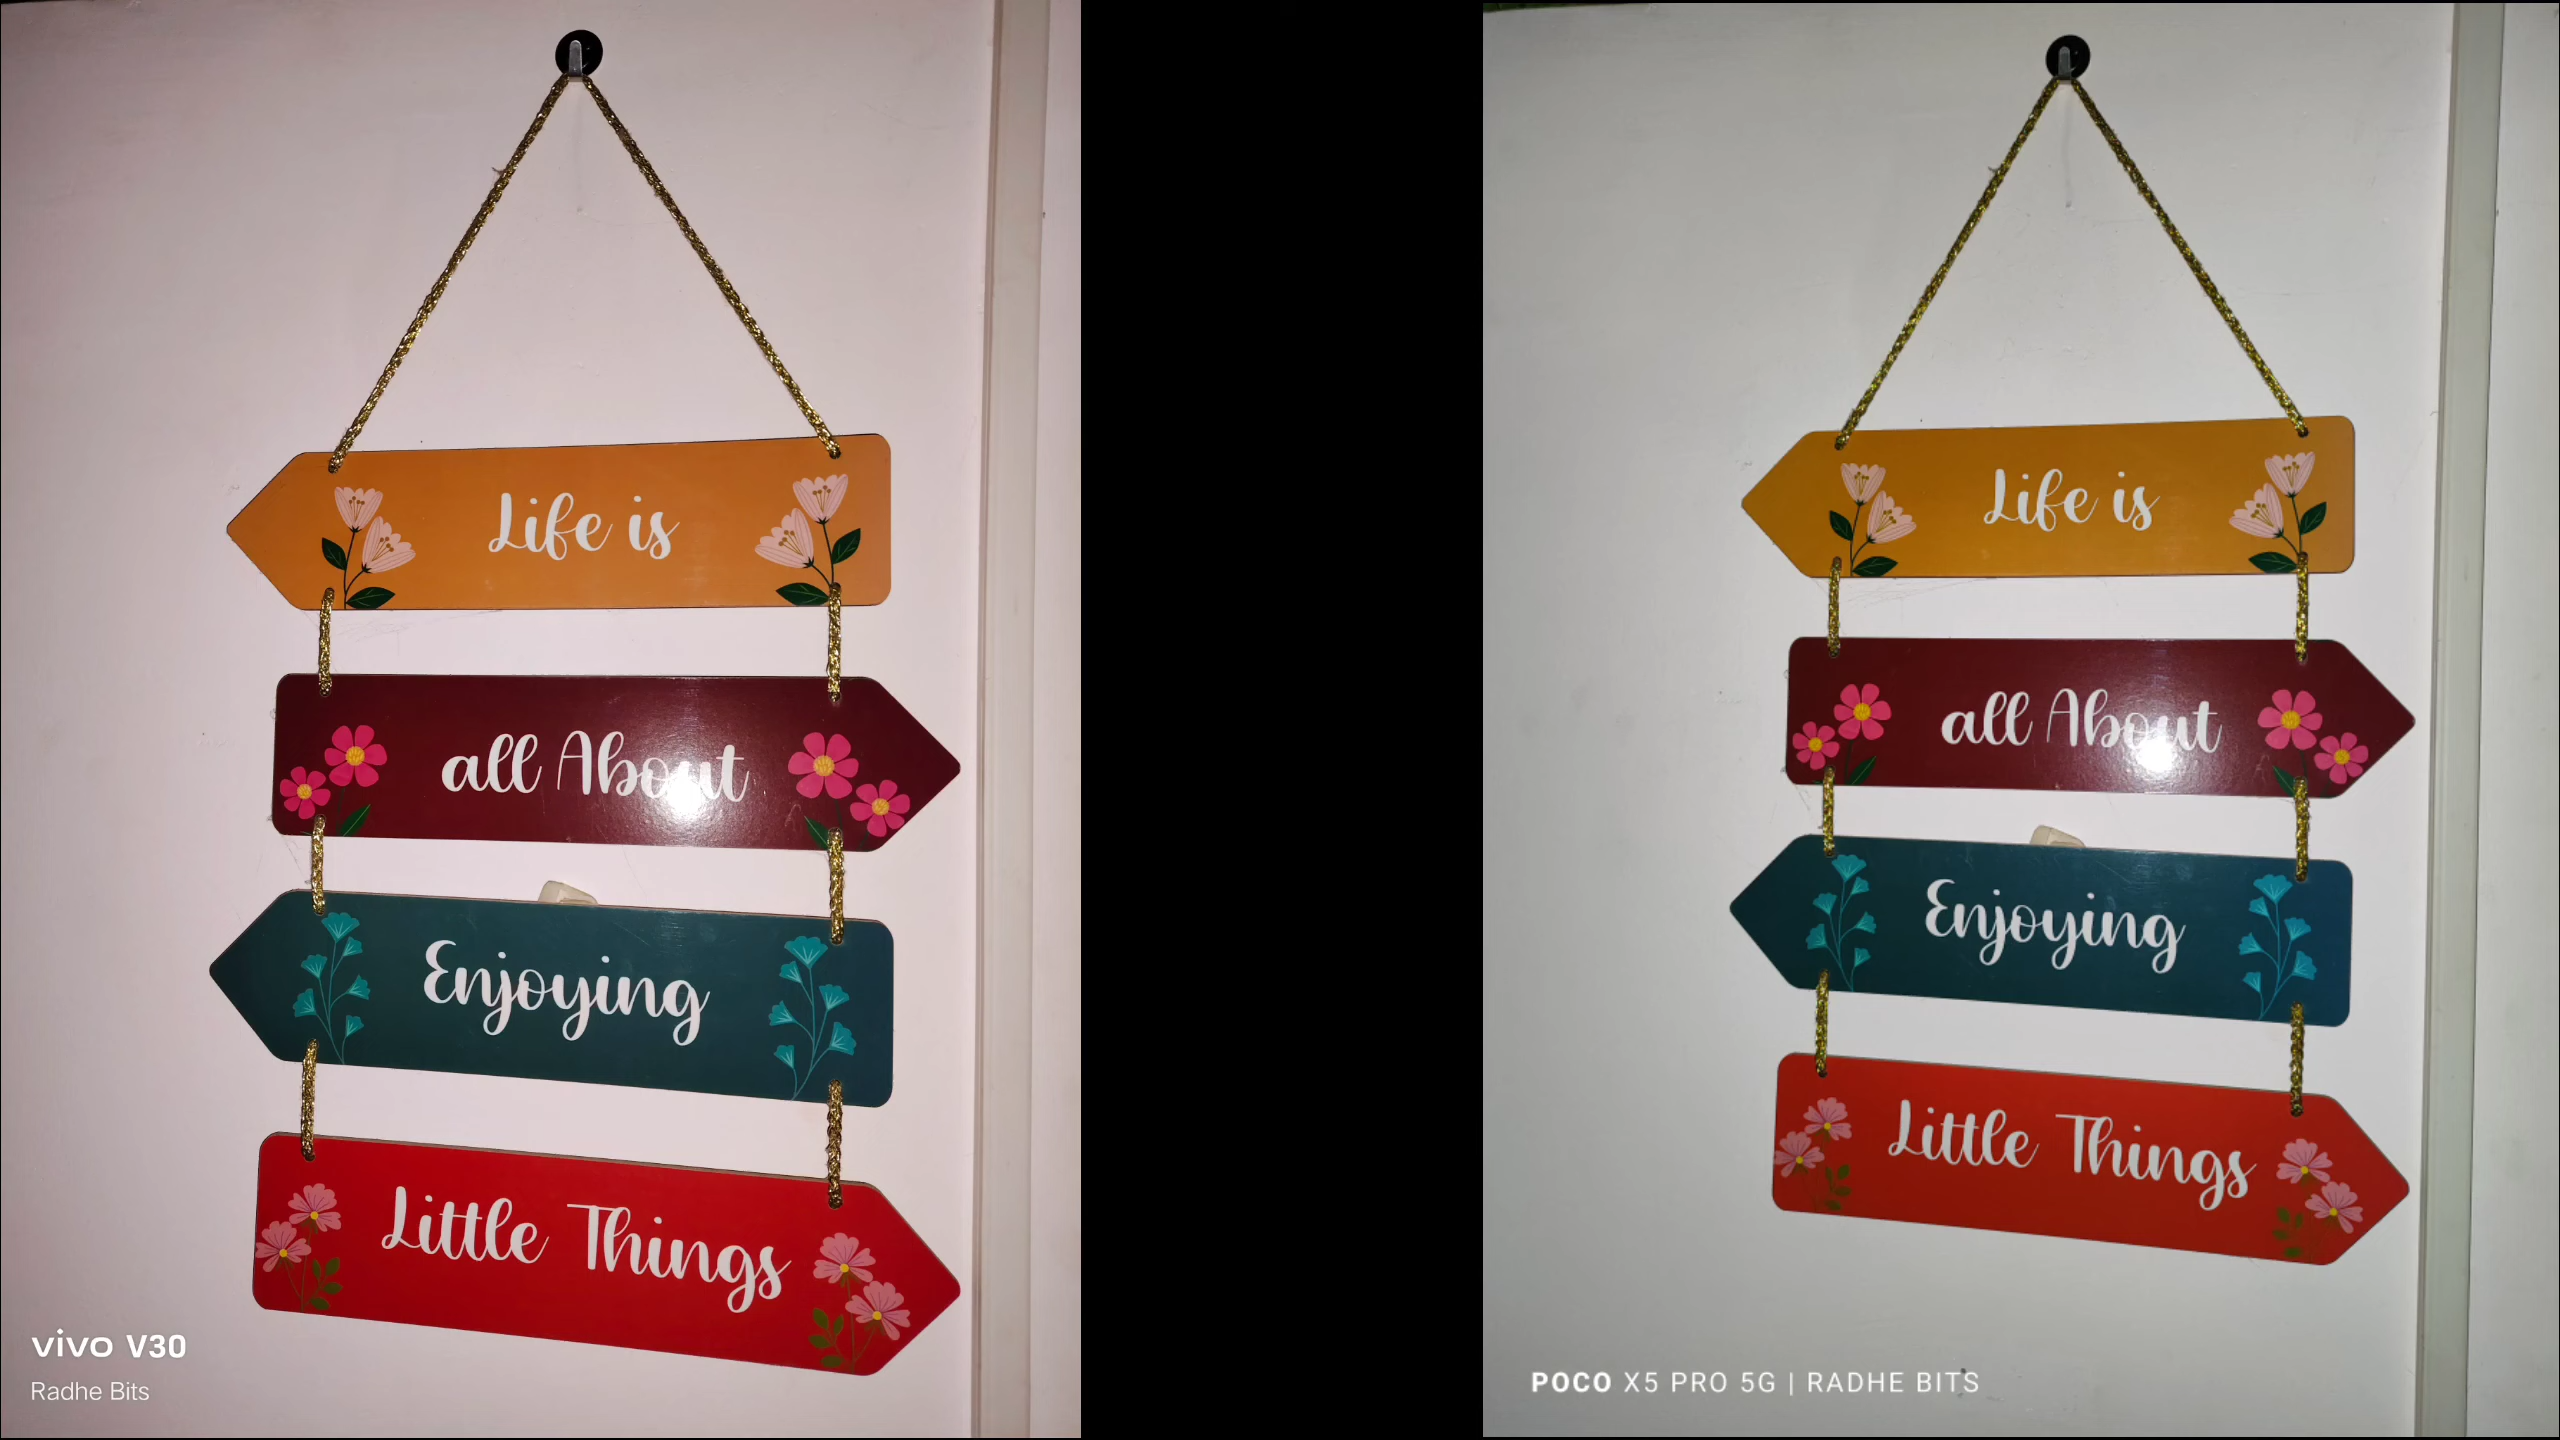 Life is
all About
Enjoying
Little Things
vivo V30
Radhe Bits
Life is
all About
Enjoying
Little Things
POCO X5 PRO 5G | RADHE BITS